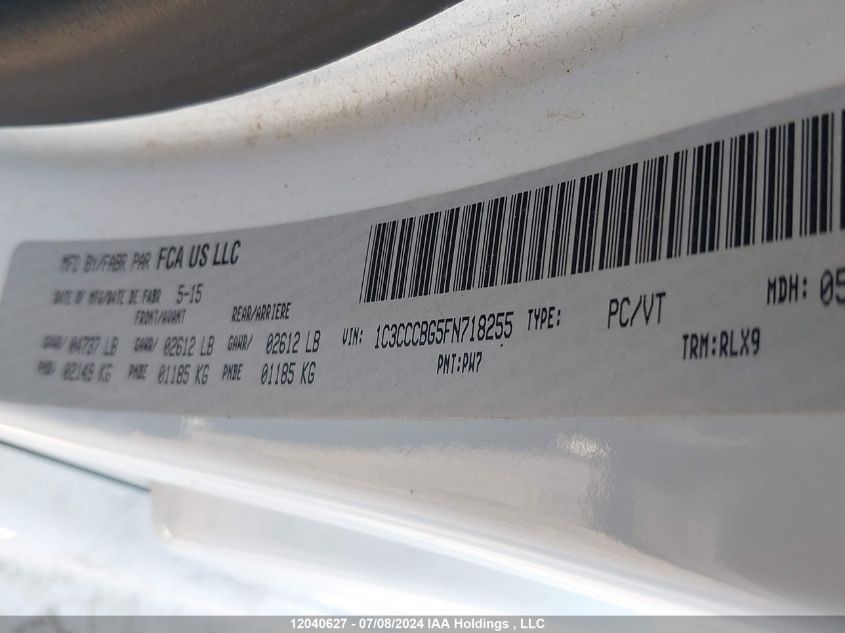 MFD BY/FABR PAR FCA US LLC
DATE OF MFG/DATE DE FABR 5-15
FRONT/AVANT REAR/ARRIERE
GVWR/ 04737 LB GAWR/ 02612 LB GAWR/ 02612 LB
PNBV 02149 KG PNBE 01185 KG PNBE 01185 KG
VIN: 1C3CCCBG5FN718255 TYPE: PC/VT MDH: 05
PNT:PW7 TRM:RLX9
12040627 - 07/08/2024 IAA Holdings , LLC